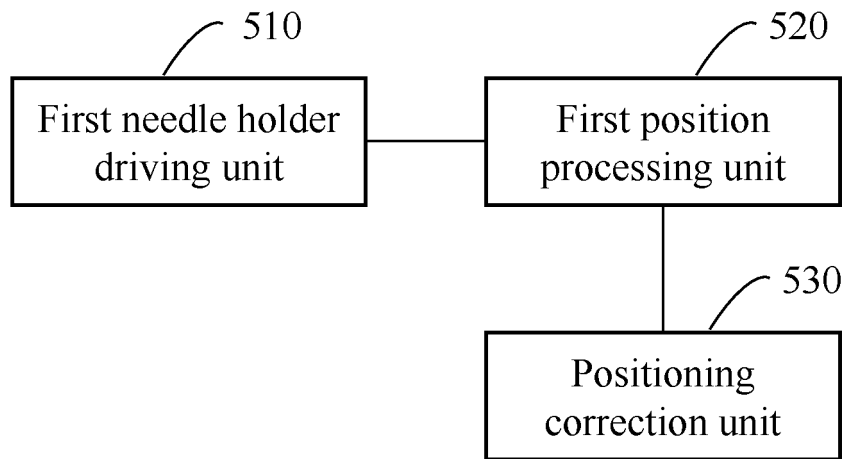 510
First needle holder
driving unit
520
First position
processing unit
530
Positioning
correction unit